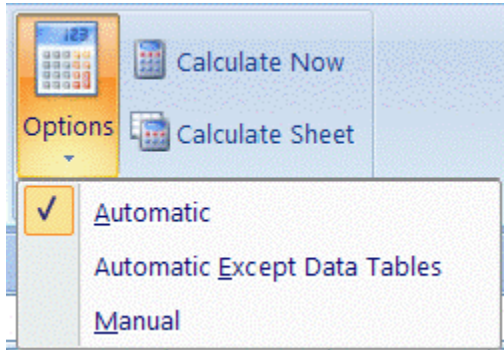 123
Calculate Now
Options
Calculate Sheet
Automatic
Automatic Except Data Tables
Manual